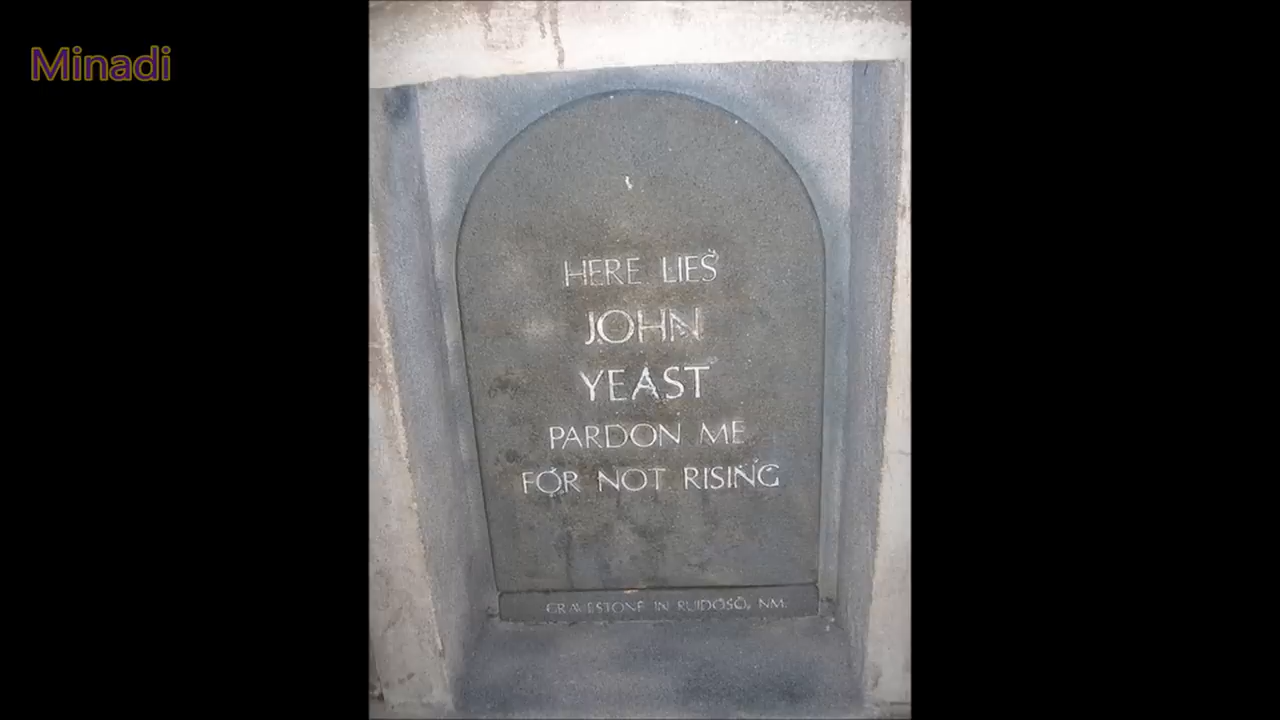 Minadi
HERE LIES
JOHN
YEAST
PARDON ME
FOR NOT RISING
GRAVESTONE IN RUIDOSO, NM.